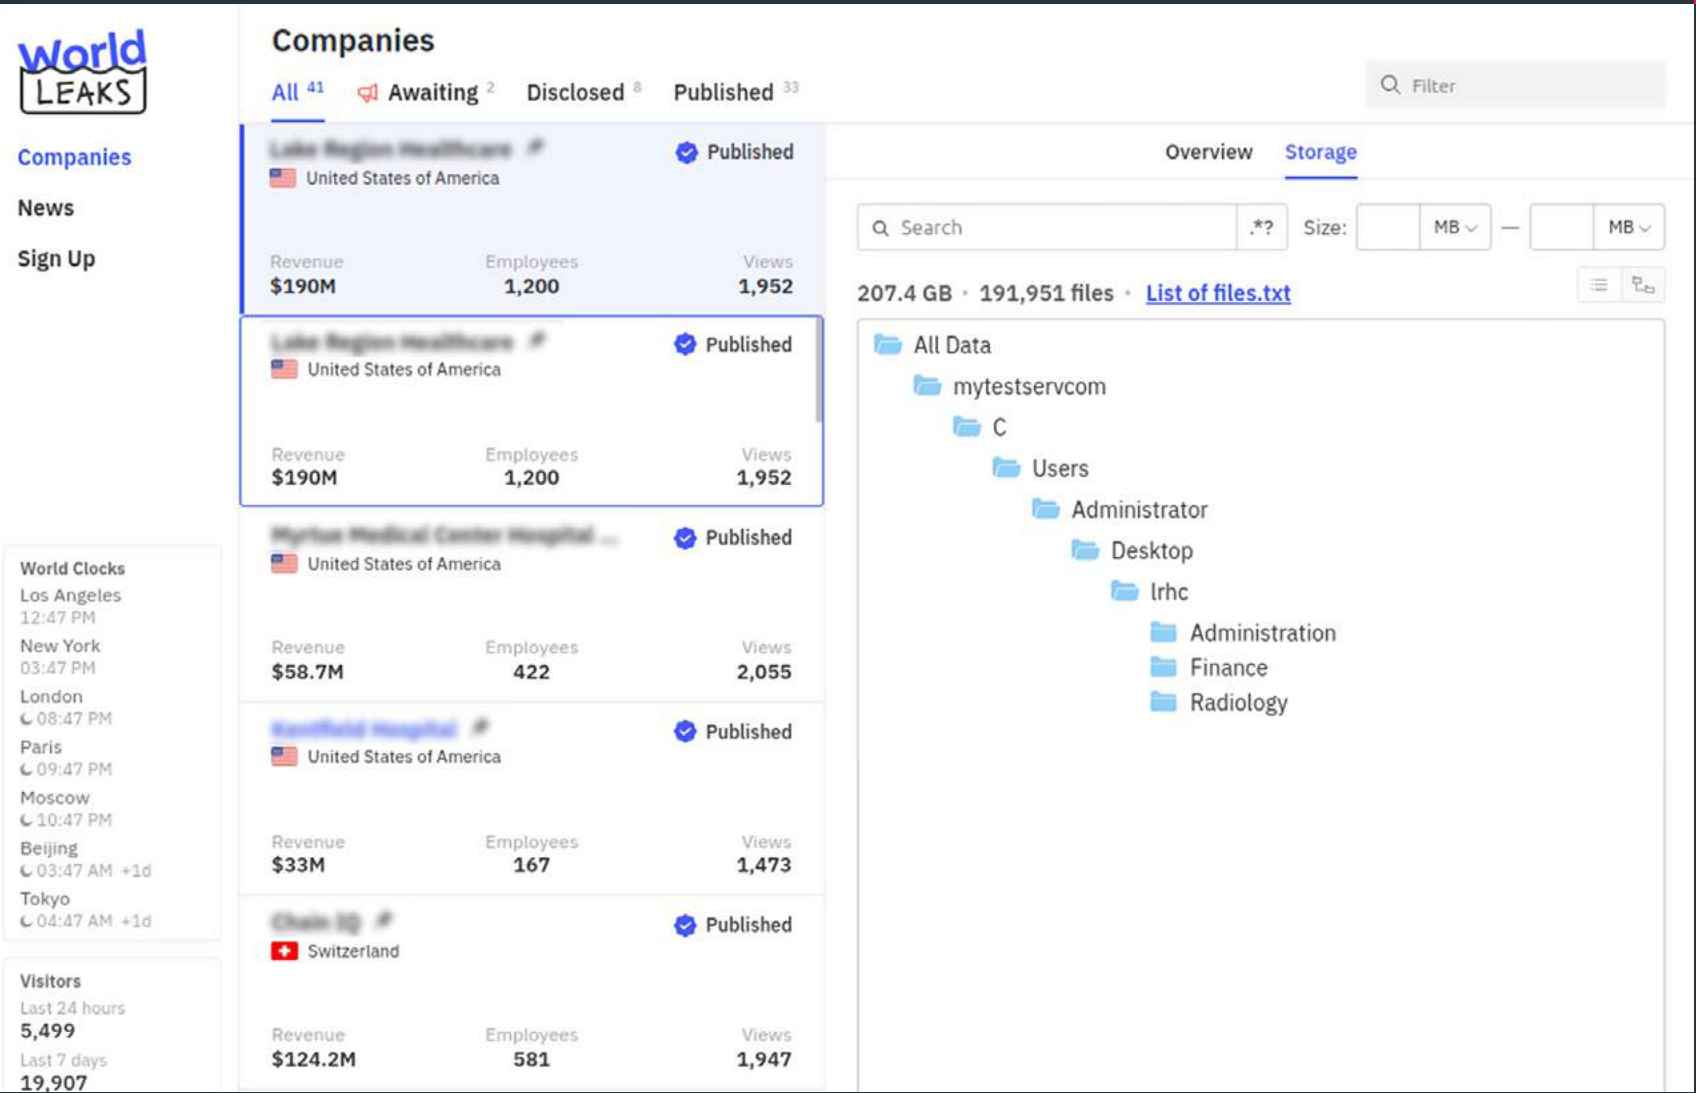 World
LEAKS
Companies
News
Sign Up
World Clocks
Los Angeles
12:47 PM
New York
03:47 PM
London
08:47 PM
Paris
09:47 PM
Moscow
10:47 PM
Beijing
03:47 AM +1d
Tokyo
04:47 AM +1d
Visitors
Last 24 hours
5,499
Last 7 days
19,907
Companies
All 41 Awaiting 2 Disclosed 8 Published 33
Filter
Published
United States of America
Revenue Employees Views
$190M 1,200 1,952
Published
United States of America
Revenue Employees Views
$190M 1,200 1,952
Published
United States of America
Revenue Employees Views
$58.7M 422 2,055
Published
United States of America
Revenue Employees Views
$33M 167 1,473
Published
Switzerland
Revenue Employees Views
$124.2M 581 1,947
Overview Storage
Search .*? Size: MB — MB
207.4 GB · 191,951 files · List of files.txt
All Data
mytestservcom
C
Users
Administrator
Desktop
lrhc
Administration
Finance
Radiology